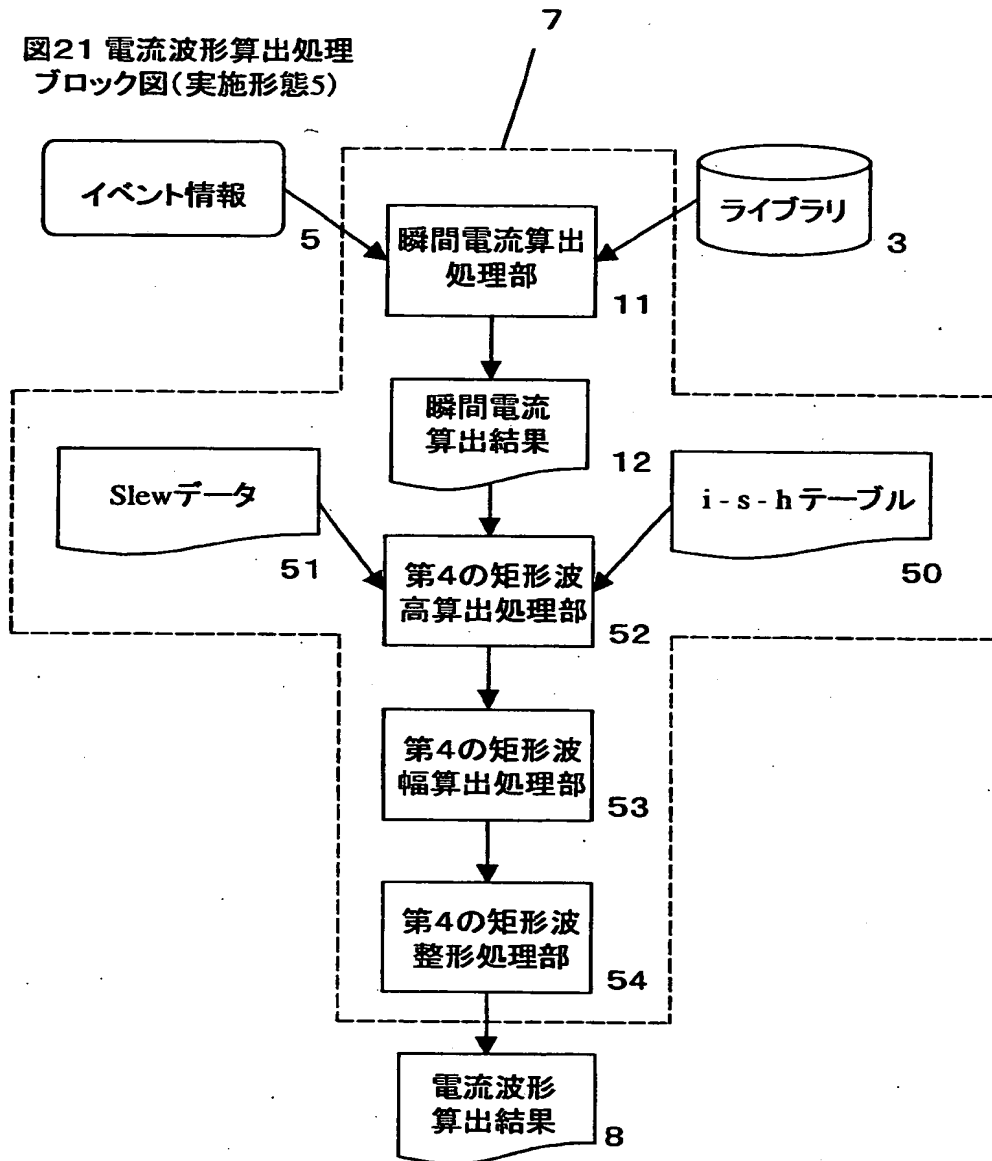 7
図21 電流波形算出処理
ブロック図(実施形態5)
イベント情報
5
ライブラリ
3
瞬間電流算出
処理部
11
瞬間電流
算出結果
12
Slewデータ
51
i-s-hテーブル
50
第4の矩形波
高算出処理部
52
第4の矩形波
幅算出処理部
53
第4の矩形波
整形処理部
54
電流波形
算出結果
8